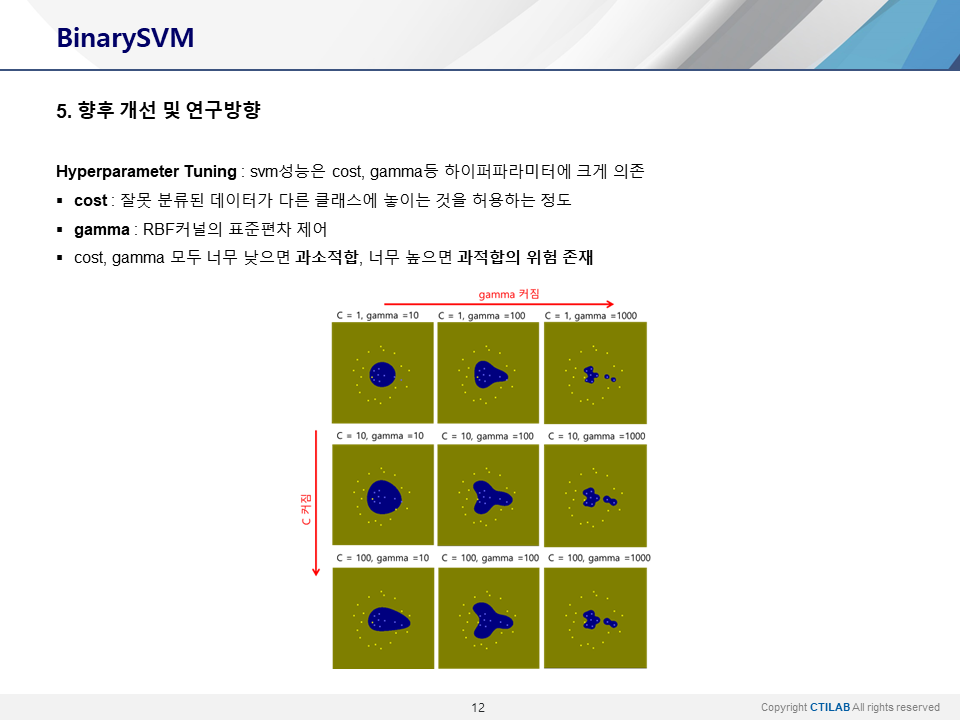 BinarySVM
5. 향후 개선 및 연구방향
Hyperparameter Tuning : svm성능은 cost, gamma등 하이퍼파라미터에 크게 의존
▪ cost : 잘못 분류된 데이터가 다른 클래스에 놓이는 것을 허용하는 정도
▪ gamma : RBF커널의 표준편차 제어
▪ cost, gamma 모두 너무 낮으면 과소적합, 너무 높으면 과적합의 위험 존재
gamma 커짐
C = 1, gamma =10
C = 1, gamma =100
C = 1, gamma =1000
C 커짐
C = 10, gamma =10
C = 10, gamma =100
C = 10, gamma =1000
C = 100, gamma =10
C = 100, gamma =100
C = 100, gamma =1000
12
Copyright CTILAB All rights reserved